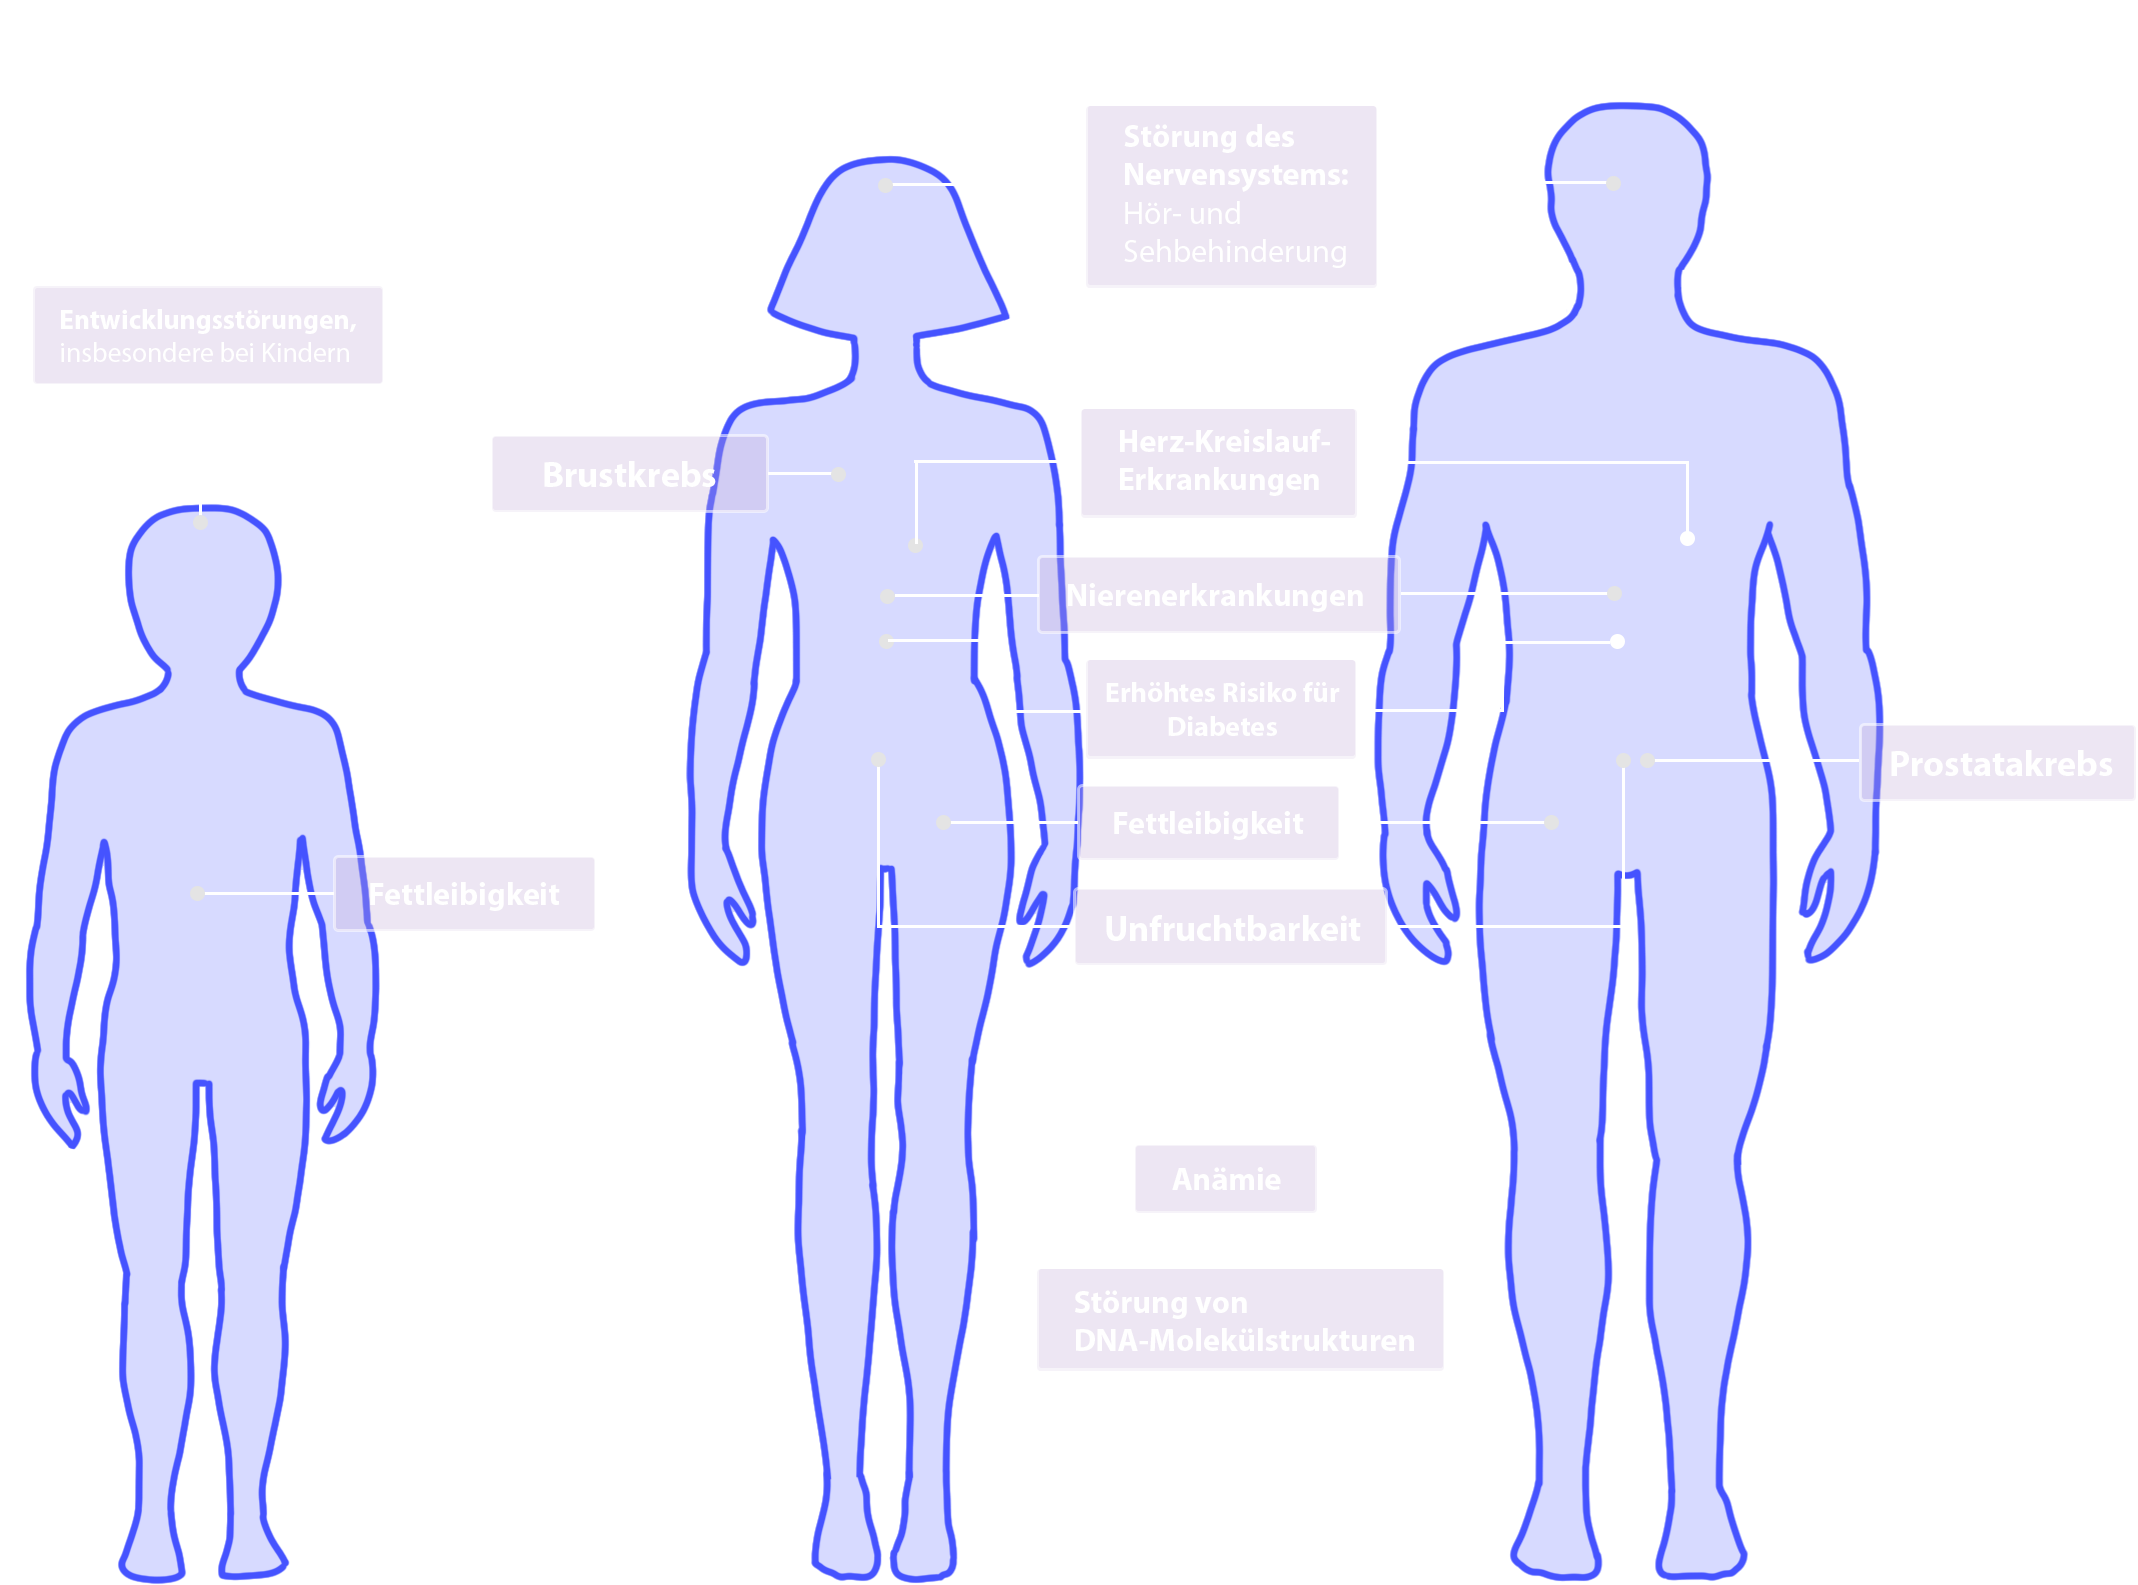 Störung des
Nervensystems:
Hör- und
Sehbehinderung
Entwicklungsstörungen,
insbesondere bei Kindern
Herz-Kreislauf-
Erkrankungen
Brustkrebs
Nierenerkrankungen
Erhöhtes Risiko für
Diabetes
Prostatakrebs
Fettleibigkeit
Fettleibigkeit
Unfruchtbarkeit
Anämie
Störung von
DNA-Molekülstrukturen